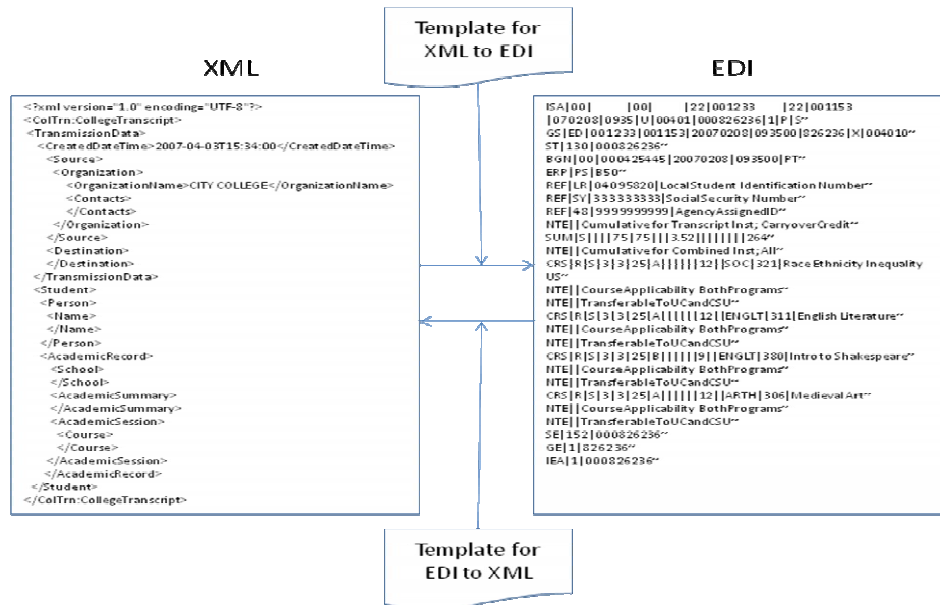 Template for
XML to EDI
XML
EDI
<?xml version="1.0" encoding="UTF-8"?>
<ColTrn:CollegeTranscript>
<TransmissionData>
<CreatedDateTime>2007-04-03T15:34:00</CreatedDateTime>
<Source>
<Organization>
<OrganizationName>CITY COLLEGE</OrganizationName>
<Contacts>
</Contacts>
</Organization>
</Source>
<Destination>
</Destination>
</TransmissionData>
<Student>
<Person>
<Name>
</Name>
</Person>
<AcademicRecord>
<School>
</School>
<AcademicSummary>
</AcademicSummary>
<AcademicSession>
<Course>
</Course>
</AcademicSession>
</AcademicRecord>
</Student>
</ColTrn:CollegeTranscript>
ISA|00| |00| |22|001233 |22|001153
|070208|0935|U|00401|000826236|1|P|S~
GS|ED|001233|001153|20070208|093500|826236|X|004010~
ST|130|000826236~
BGN|00|000425445|20070208|093500|PT~
ERP|PS|B50~
REF|LR|04095820|LocalStudent Identification Number~
REF|SY|333333333|Social Security Number~
REF|48|9999999999|AgencyAssignedID~
NTE||Cumulative for Transcript Inst; CarryoverCredit~
SUM|S||||75|75|||3.52||||||||264~
NTE||Cumulative for Combined Inst; All~
CRS|R|S|3|3|25|A||||||12||SOC|321|Race Ethnicity Inequality
US~
NTE||CourseApplicability BothPrograms~
NTE||TransferableToUCandCSU~
CRS|R|S|3|3|25|A||||||12||ENGLT|311|English Literature~
NTE||CourseApplicability BothPrograms~
NTE||TransferableToUCandCSU~
CRS|R|S|3|3|25|B||||||9||ENGLT|380|Intro to Shakespeare~
NTE||CourseApplicability BothPrograms~
NTE||TransferableToUCandCSU~
CRS|R|S|3|3|25|A||||||12||ARTH|306|Medieval Art~
NTE||CourseApplicability BothPrograms~
NTE||TransferableToUCandCSU~
SE|152|000826236~
GE|1|826236~
IEA|1|000826236~
Template for
EDI to XML